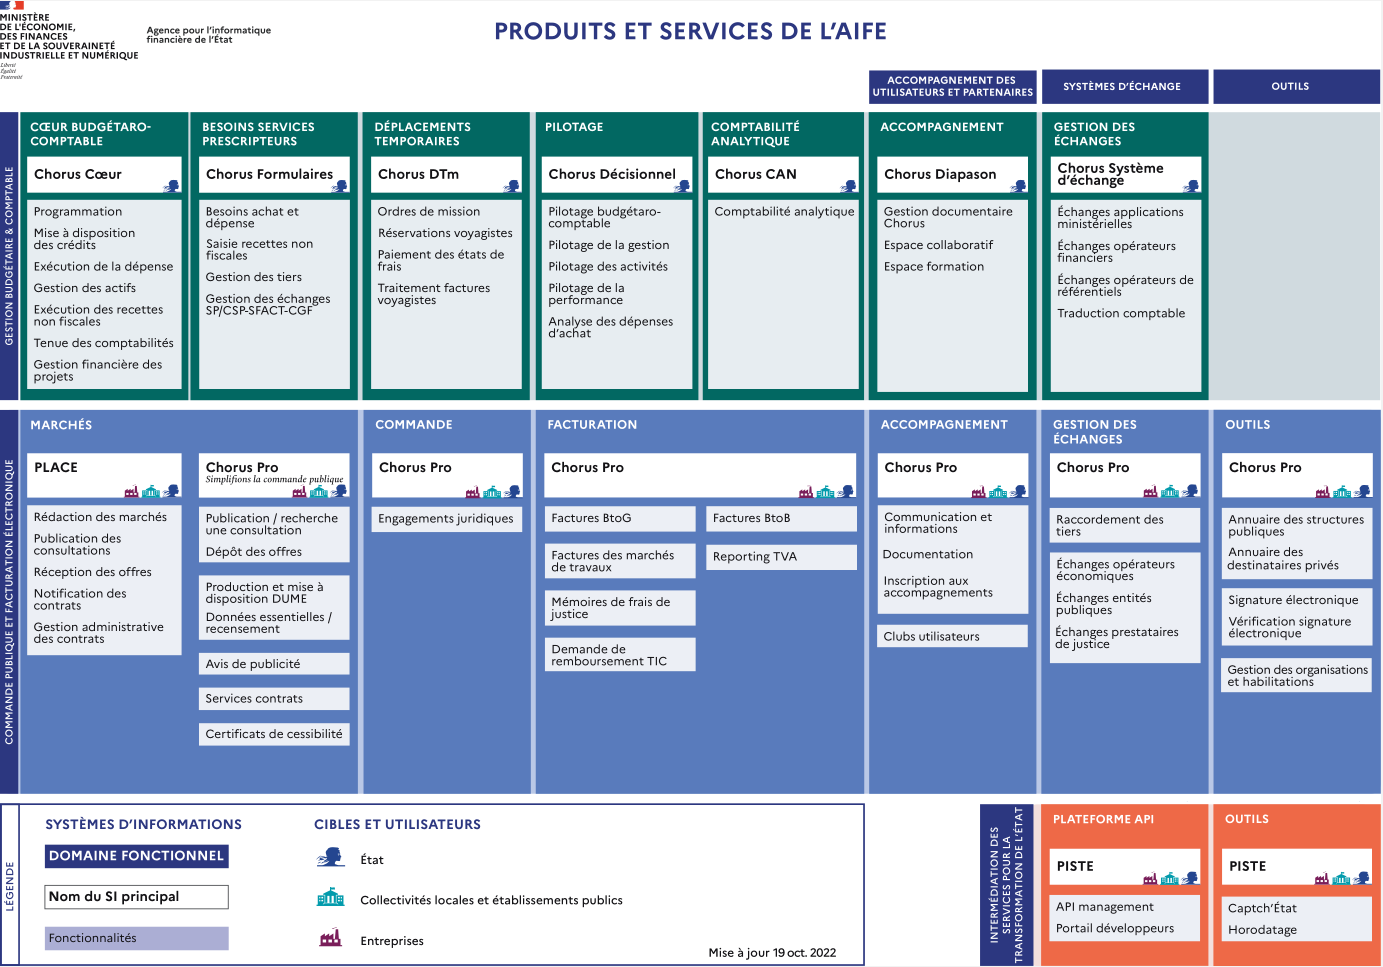 MINISTÈRE
DE L'ÉCONOMIE,
DES FINANCES
ET DE LA SOUVERAINETÉ
INDUSTRIELLE ET NUMÉRIQUE
Liberté
Égalité
Fraternité
Agence pour l'informatique
financière de l'État
PRODUITS ET SERVICES DE L'AIFE
ACCOMPAGNEMENT DES
UTILISATEURS ET PARTENAIRES
SYSTÈMES D'ÉCHANGE
OUTILS
GESTION BUDGÉTAIRE & COMPTABLE
CŒUR BUDGÉTARO-
COMPTABLE
Chorus Cœur
Programmation
Mise à disposition
des crédits
Exécution de la dépense
Gestion des actifs
Exécution des recettes
non fiscales
Tenue des comptabilités
Gestion financière des
projets
BESOINS SERVICES
PRESCRIPTEURS
Chorus Formulaires
Besoins achat et
dépense
Saisie recettes non
fiscales
Gestion des tiers
Gestion des échanges
SP/CSP-SFACT-CGF
DÉPLACEMENTS
TEMPORAIRES
Chorus DTm
Ordres de mission
Réservations voyagistes
Paiement des états de
frais
Traitement factures
voyagistes
PILOTAGE
Chorus Décisionnel
Pilotage budgétaro-
comptable
Pilotage de la gestion
Pilotage des activités
Pilotage de la
performance
Analyse des dépenses
d'achat
COMPTABILITÉ
ANALYTIQUE
Chorus CAN
Comptabilité analytique
ACCOMPAGNEMENT
Chorus Diapason
Gestion documentaire
Chorus
Espace collaboratif
Espace formation
GESTION DES
ÉCHANGES
Chorus Système
d'échange
Échanges applications
ministérielles
Échanges opérateurs
financiers
Échanges opérateurs de
référentiels
Traduction comptable
COMMANDE PUBLIQUE ET FACTURATION ÉLECTRONIQUE
MARCHÉS
PLACE
Rédaction des marchés
Publication des
consultations
Réception des offres
Notification des
contrats
Gestion administrative
des contrats
Chorus Pro
Simplifions la commande publique
Publication / recherche
une consultation
Dépôt des offres
Production et mise à
disposition DUME
Données essentielles /
recensement
Avis de publicité
Services contrats
Certificats de cessibilité
COMMANDE
Chorus Pro
Engagements juridiques
FACTURATION
Chorus Pro
Factures BtoG
Factures des marchés
de travaux
Mémoires de frais de
justice
Demande de
remboursement TIC
Factures BtoB
Reporting TVA
ACCOMPAGNEMENT
Chorus Pro
Communication et
informations
Documentation
Inscription aux
accompagnements
Clubs utilisateurs
GESTION DES
ÉCHANGES
Chorus Pro
Raccordement des
tiers
Échanges opérateurs
économiques
Échanges entités
publiques
Échanges prestataires
de justice
OUTILS
Chorus Pro
Annuaire des structures
publiques
Annuaire des
destinataires privés
Signature électronique
Vérification signature
électronique
Gestion des organisations
et habilitations
LÉGENDE
SYSTÈMES D'INFORMATIONS
DOMAINE FONCTIONNEL
Nom du SI principal
Fonctionnalités
CIBLES ET UTILISATEURS
État
Collectivités locales et établissements publics
Entreprises
Mise à jour 19 oct. 2022
INTERMÉDIATION DES
SERVICES POUR LA
TRANSFORMATION DE L'ÉTAT
PLATEFORME API
PISTE
API management
Portail développeurs
OUTILS
PISTE
Captch'État
Horodatage